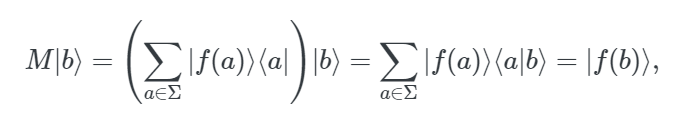 M|b⟩ = (∑_{a∈Σ} |f(a)⟩⟨a|) |b⟩ = ∑_{a∈Σ} |f(a)⟩⟨a|b⟩ = |f(b)⟩,